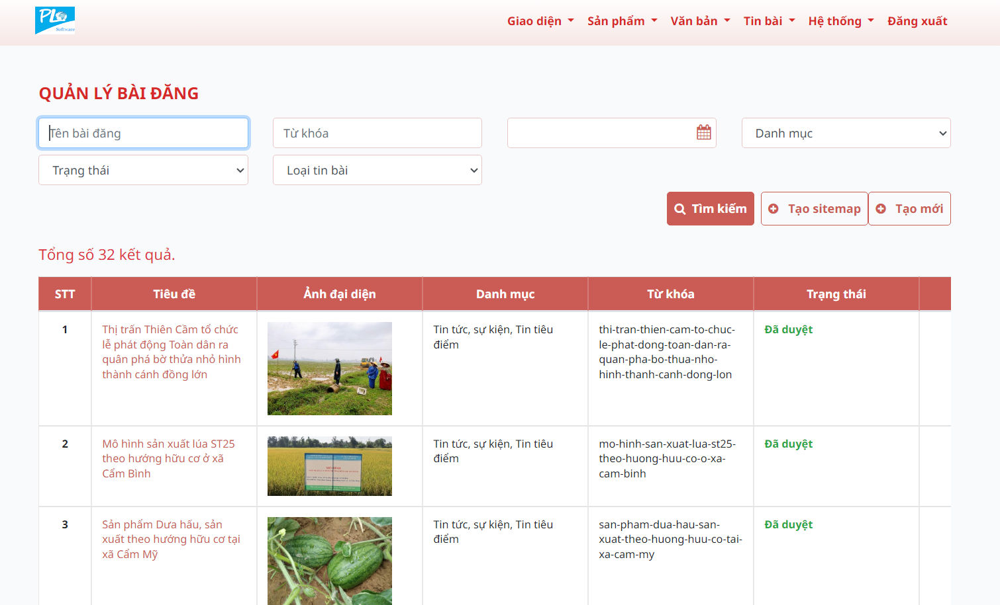 PL
Software
Giao diện
Sản phẩm
Văn bản
Tin bài
Hệ thống
Đăng xuất
QUẢN LÝ BÀI ĐĂNG
Tên bài đăng
Từ khóa
Danh mục
Trạng thái
Loại tin bài
Tìm kiếm
Tạo sitemap
Tạo mới
Tổng số 32 kết quả.
STT
Tiêu đề
Ảnh đại diện
Danh mục
Từ khóa
Trạng thái
1
Thị trấn Thiên Cầm tổ chức
lễ phát động Toàn dân ra
quân phá bờ thửa nhỏ hình
thành cánh đồng lớn
Tin tức, sự kiện, Tin tiêu
điểm
thi-tran-thien-cam-to-chuc-
le-phat-dong-toan-dan-ra-
quan-pha-bo-thua-nho-
hinh-thanh-canh-dong-lon
Đã duyệt
2
Mô hình sản xuất lúa ST25
theo hướng hữu cơ ở xã
Cẩm Bình
MÔ HÌNH
Tin tức, sự kiện, Tin tiêu
điểm
mo-hinh-san-xuat-lua-st25-
theo-huong-huu-co-o-xa-
cam-binh
Đã duyệt
3
Sản phẩm Dưa hấu, sản
xuất theo hướng hữu cơ tại
xã Cẩm Mỹ
Tin tức, sự kiện, Tin tiêu
điểm
san-pham-dua-hau-san-
xuat-theo-huong-huu-co-tai-
xa-cam-my
Đã duyệt